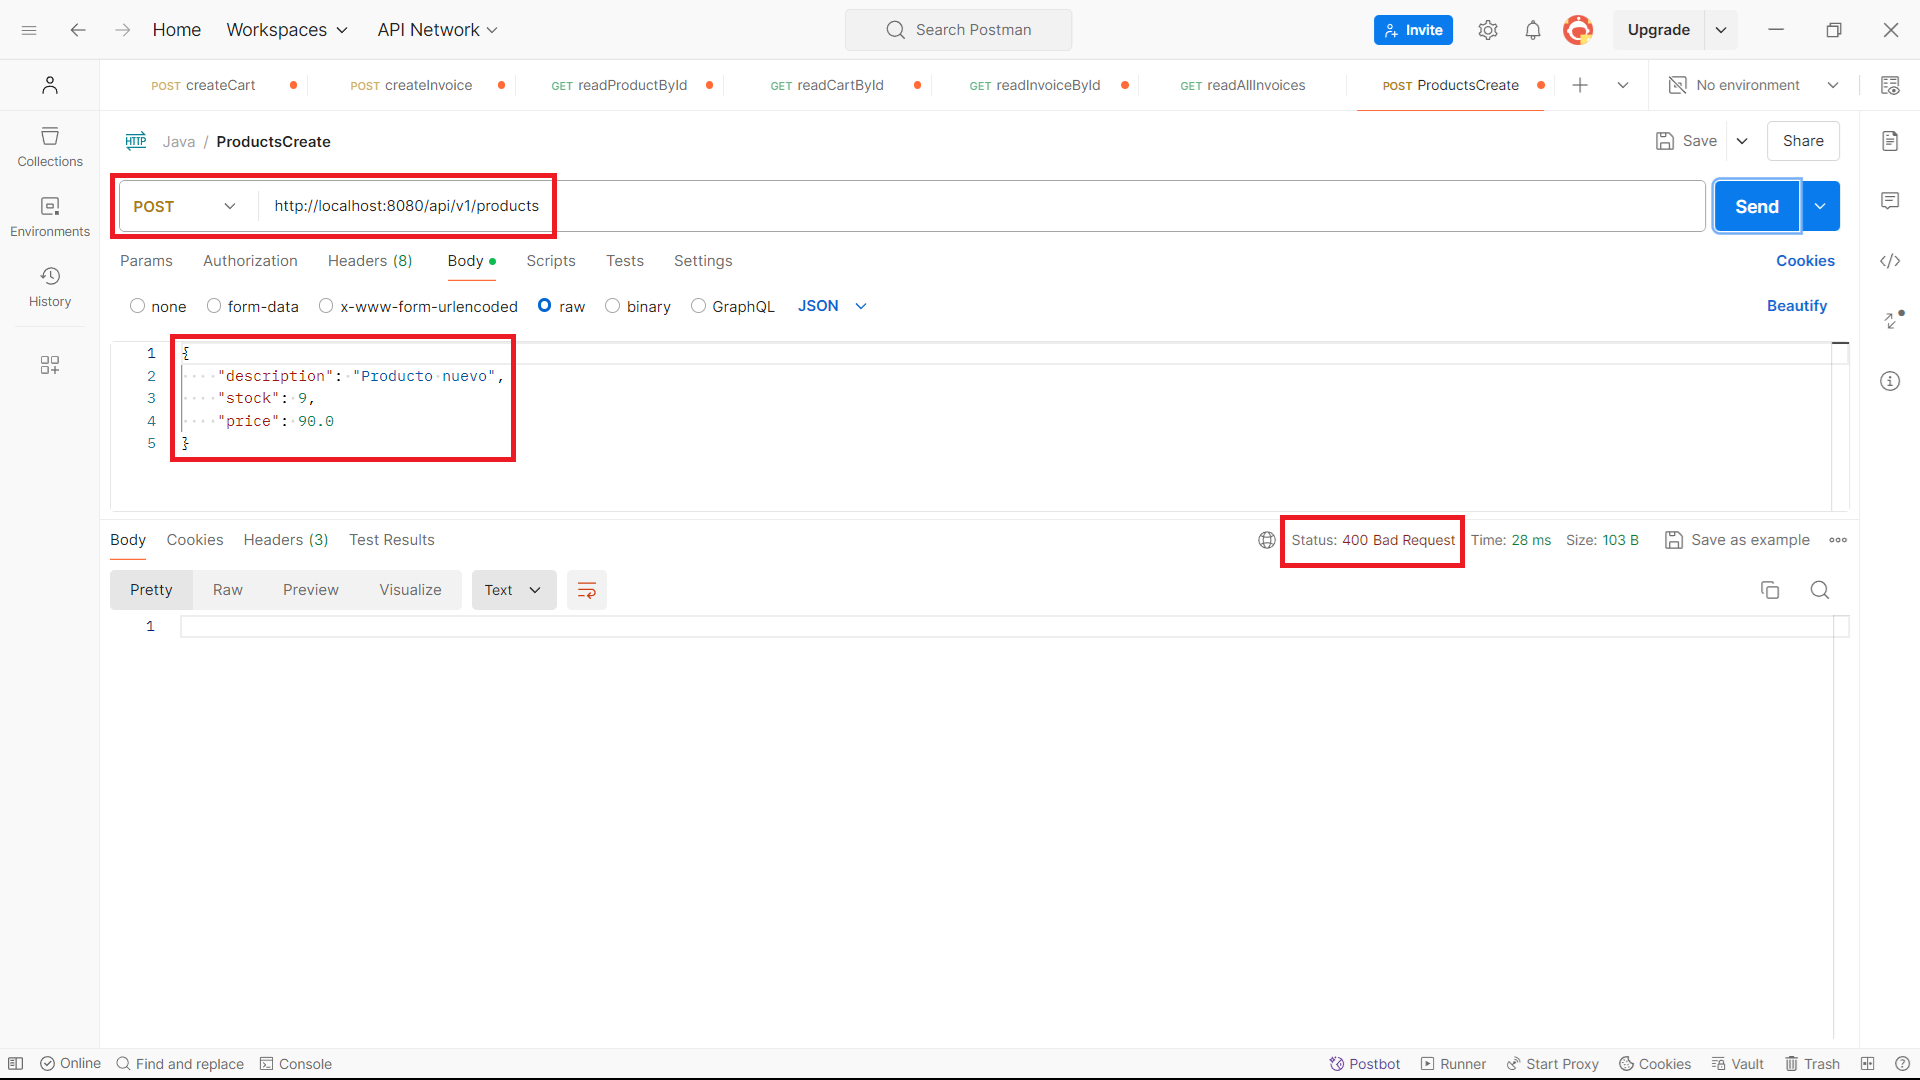 Home Workspaces API Network Search Postman Invite Upgrade
POST createCart POST createInvoice GET readProductById GET readCartById GET readInvoiceById GET readAllInvoices POST ProductsCreate No environment
HTTP Java / ProductsCreate Save Share
Collections
POST http://localhost:8080/api/v1/products Send
Environments
Params Authorization Headers (8) Body Scripts Tests Settings Cookies
History
none form-data x-www-form-urlencoded raw binary GraphQL JSON Beautify
1 {
2 "description": "Producto nuevo",
3 "stock": 9,
4 "price": 90.0
5 }
Body Cookies Headers (3) Test Results Status: 400 Bad Request Time: 28 ms Size: 103 B Save as example
Pretty Raw Preview Visualize Text
1
Online Find and replace Console Postbot Runner Start Proxy Cookies Vault Trash